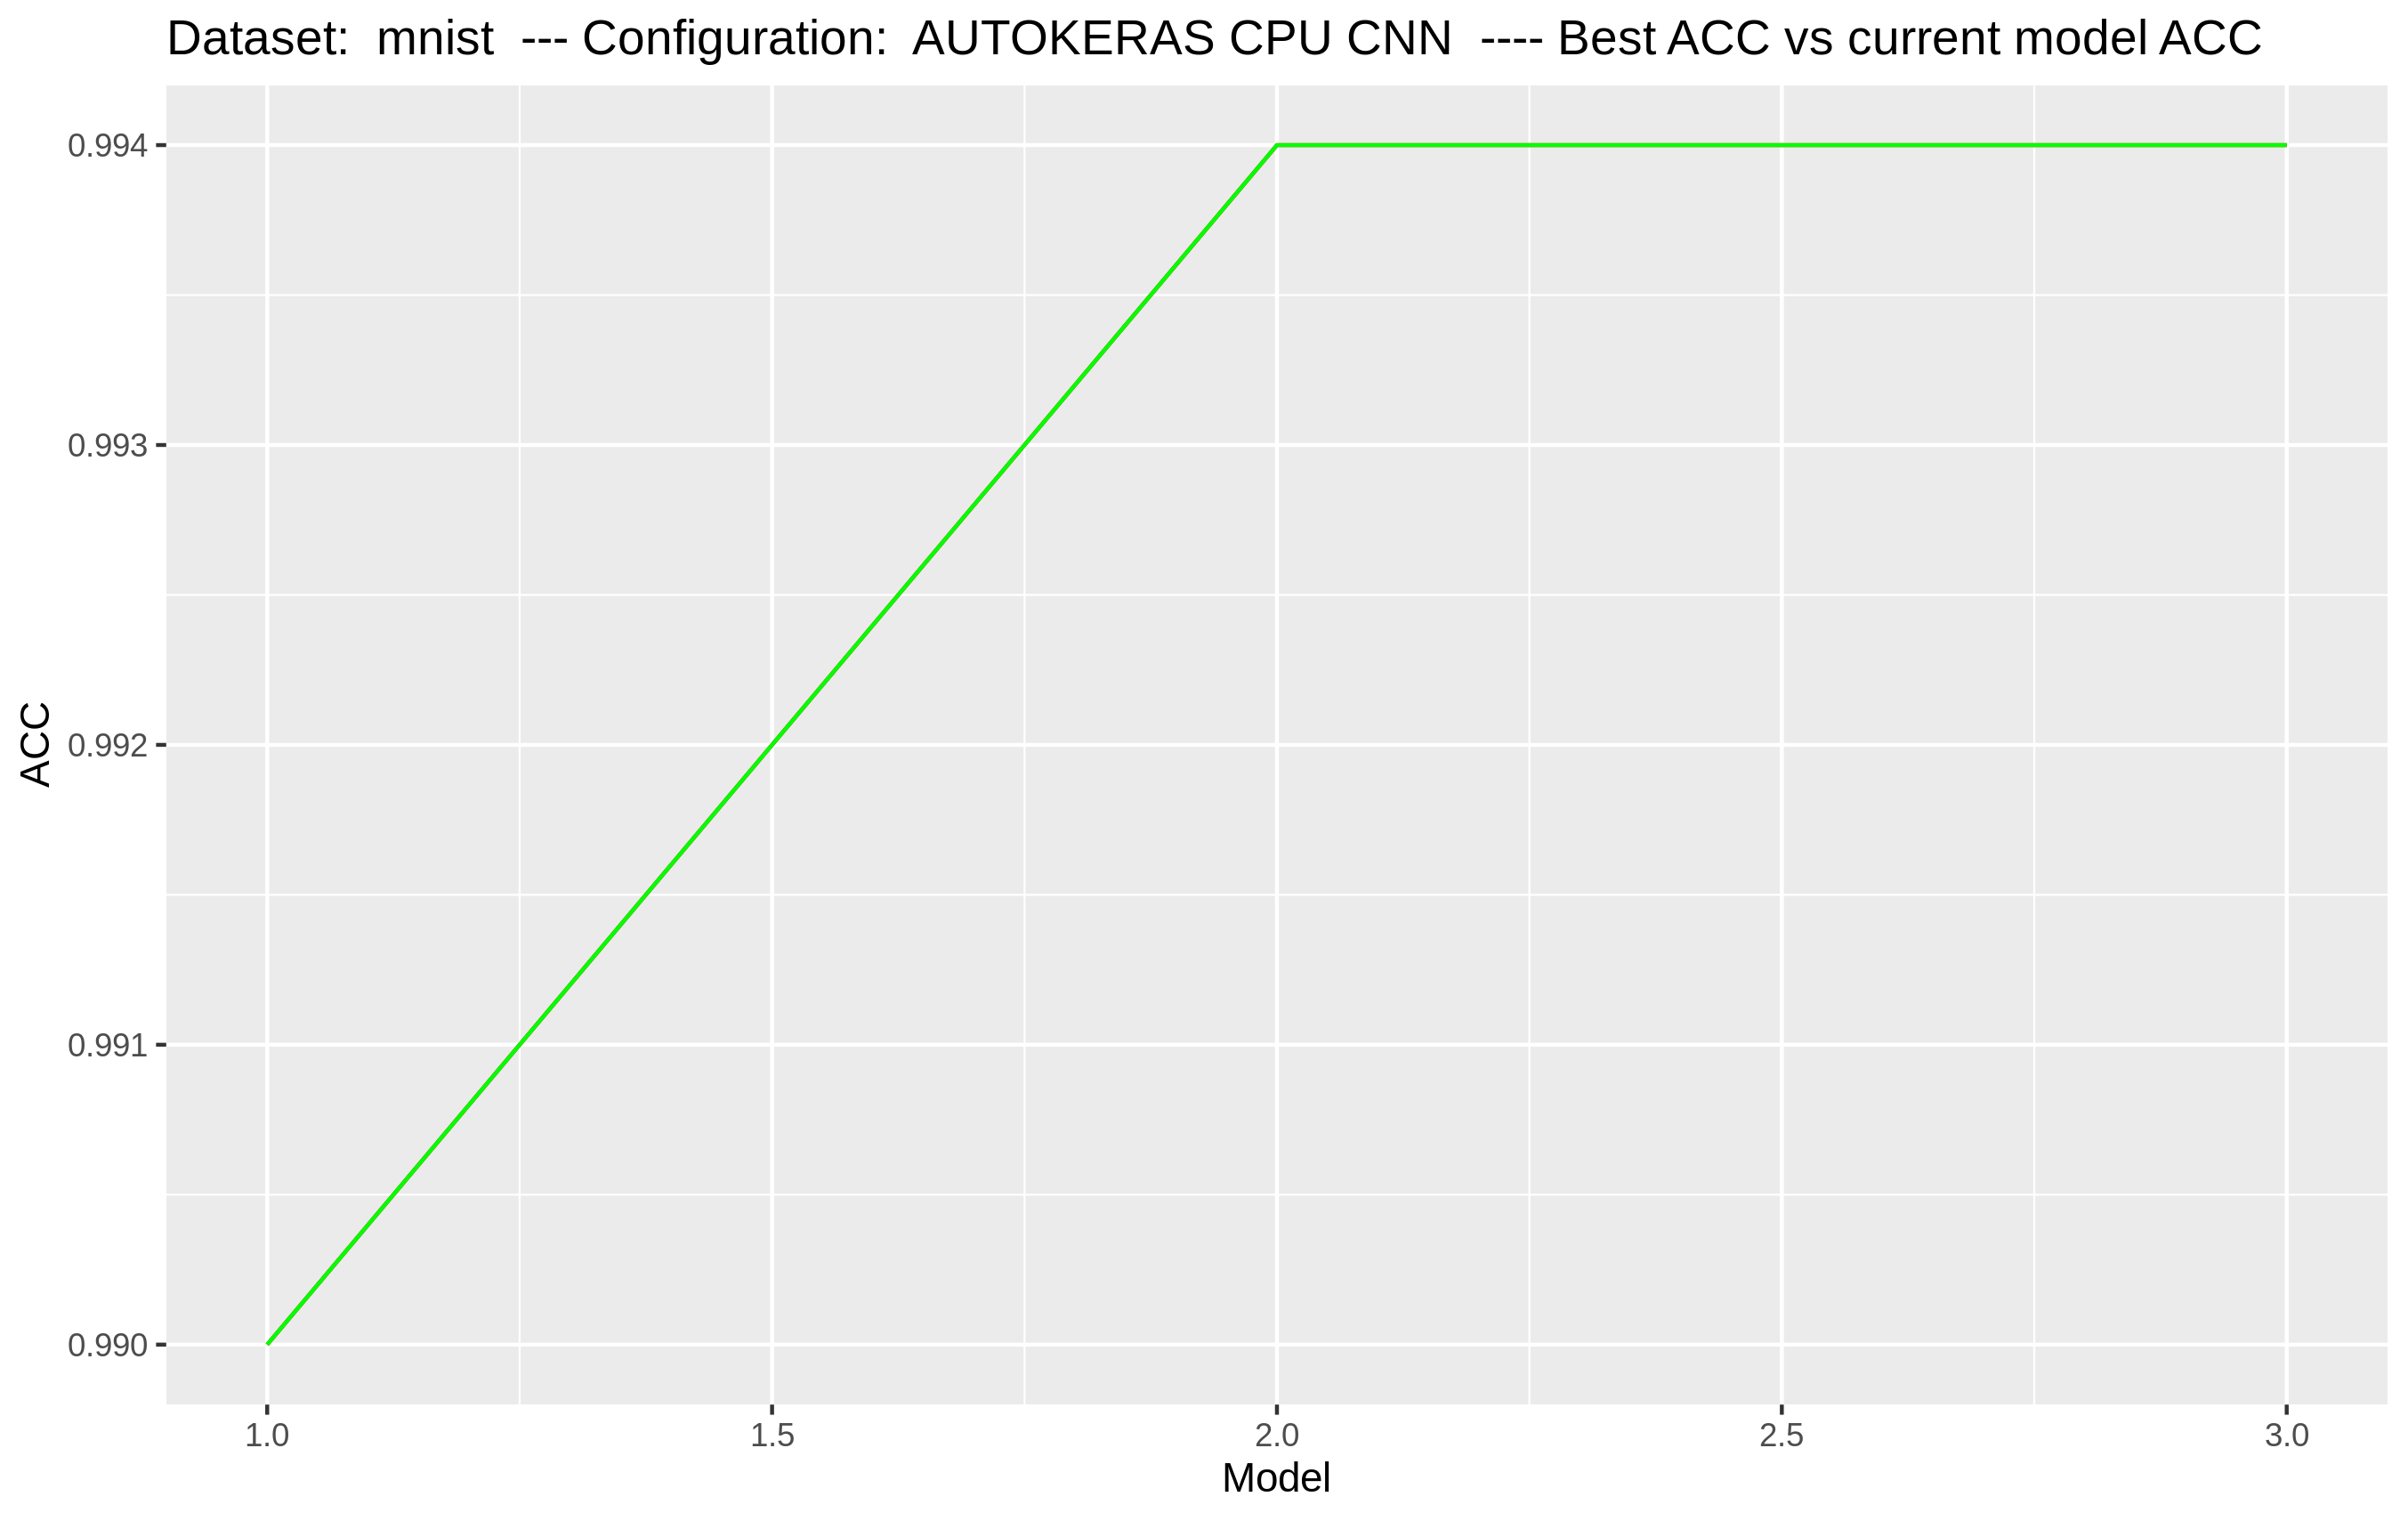 Dataset:  mnist  --- Configuration:  AUTOKERAS CPU CNN  ---- Best ACC vs current model ACC
0.994
0.993
0.992
0.991
0.990
ACC
1.0 1.5 2.0 2.5 3.0
Model